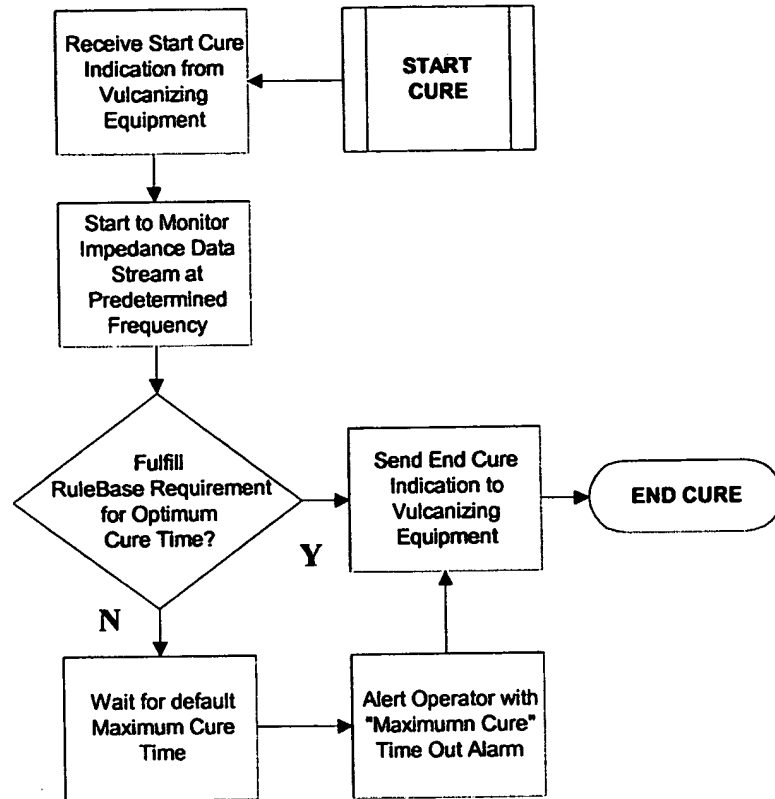 Receive Start Cure
Indication from
Vulcanizing
Equipment
START
CURE
Start to Monitor
Impedance Data
Stream at
Predetermined
Frequency
Fulfill
RuleBase Requirement
for Optimum
Cure Time?
Y
N
Send End Cure
Indication to
Vulcanizing
Equipment
END CURE
Wait for default
Maximum Cure
Time
Alert Operator with
"Maximumn Cure"
Time Out Alarm